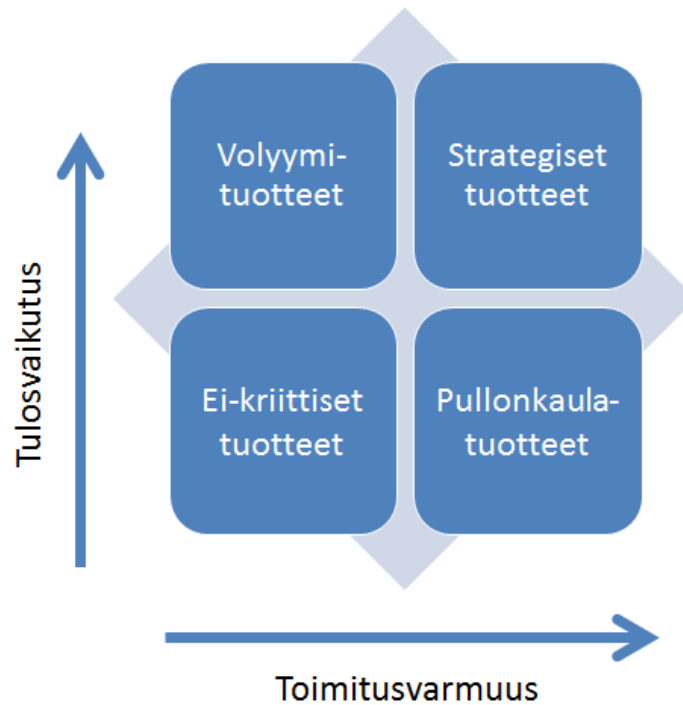 Volyymi-
tuotteet
Strategiset
tuotteet
Tulosvaikutus
Ei-kriittiset
tuotteet
Pullonkaula-
tuotteet
Toimitusvarmuus